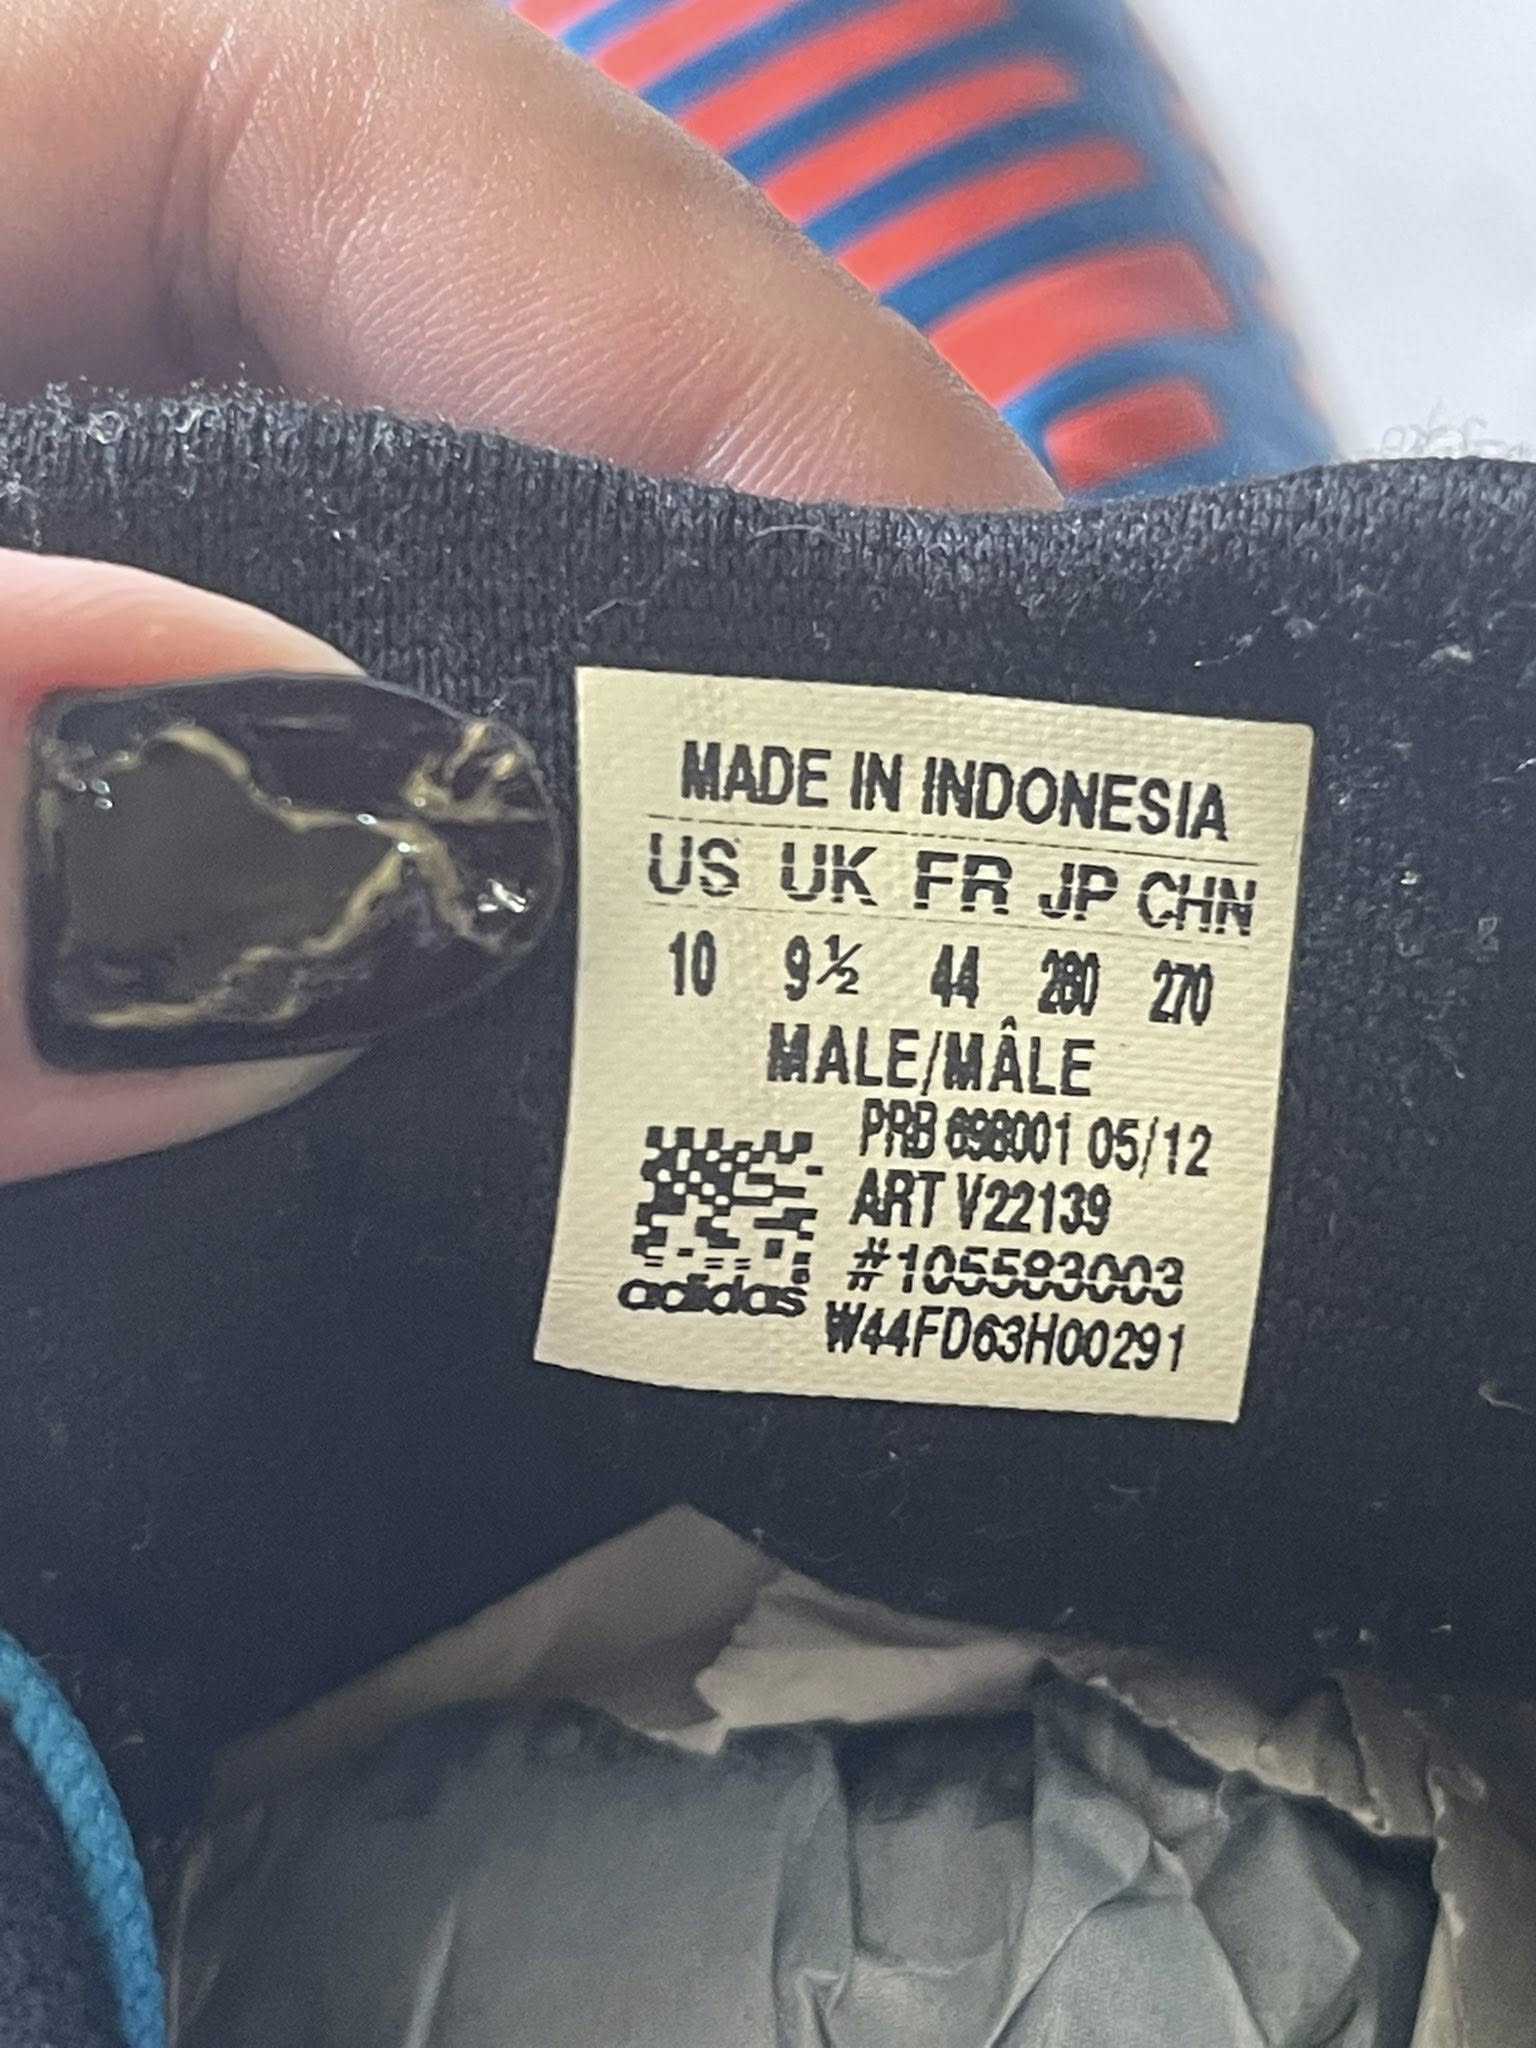 MADE IN INDONESIA
US UK FR JP CHN
10 9½ 44 280 270
MALE/MÂLE
PRB 698001 05/12
ART V22139
#105583003
adidas
W44FD63H00291